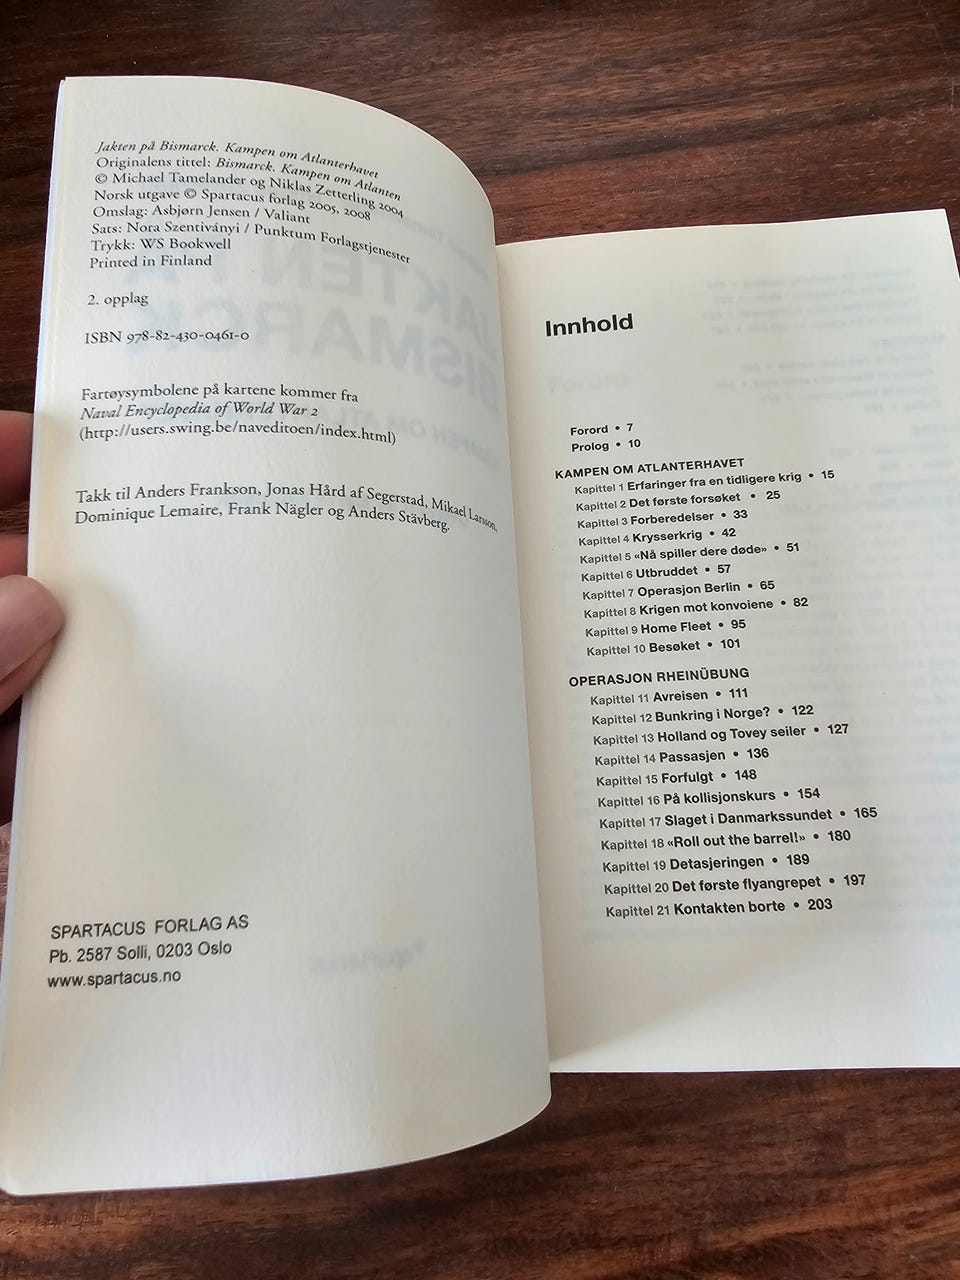 Jakten på Bismarck. Kampen om Atlanterhavet
Originalens tittel: Bismarck. Kampen om Atlanten
© Michael Tamelander og Niklas Zetterling 2004
Norsk utgave © Spartacus forlag 2005, 2008
Omslag: Asbjørn Jensen / Valiant
Sats: Nora Szentiványi / Punktum Forlagstjenester
Trykk: WS Bookwell
Printed in Finland
2. opplag
ISBN 978-82-430-0461-0
Fartøysymbolene på kartene kommer fra
Naval Encyclopedia of World War 2
(http://users.swing.be/naveditoen/index.html)
Takk til Anders Frankson, Jonas Hård af Segerstad, Mikael Larsson,
Dominique Lemaire, Frank Nägler og Anders Stävberg.
SPARTACUS FORLAG AS
Pb. 2587 Solli, 0203 Oslo
www.spartacus.no
Innhold
Forord • 7
Prolog • 10
KAMPEN OM ATLANTERHAVET
Kapittel 1 Erfaringer fra en tidligere krig • 15
Kapittel 2 Det første forsøket • 25
Kapittel 3 Forberedelser • 33
Kapittel 4 Krysserkrig • 42
Kapittel 5 «Nå spiller dere døde» • 51
Kapittel 6 Utbruddet • 57
Kapittel 7 Operasjon Berlin • 65
Kapittel 8 Krigen mot konvoiene • 82
Kapittel 9 Home Fleet • 95
Kapittel 10 Besøket • 101
OPERASJON RHEINÜBUNG
Kapittel 11 Avreisen • 111
Kapittel 12 Bunkring i Norge? • 122
Kapittel 13 Holland og Tovey seiler • 127
Kapittel 14 Passasjen • 136
Kapittel 15 Forfulgt • 148
Kapittel 16 På kollisjonskurs • 154
Kapittel 17 Slaget i Danmarkssundet • 165
Kapittel 18 «Roll out the barrel!» • 180
Kapittel 19 Detasjeringen • 189
Kapittel 20 Det første flyangrepet • 197
Kapittel 21 Kontakten borte • 203